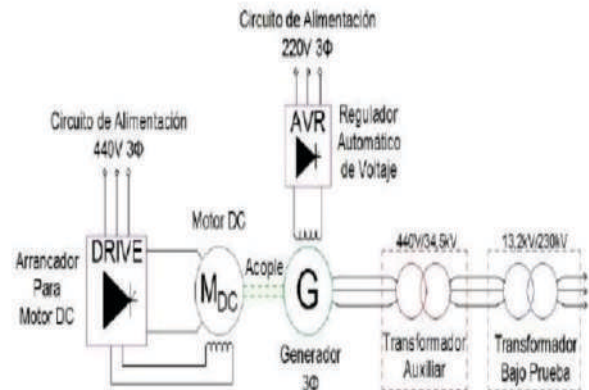 Circuito de Alimentación
220V 3Φ
AVR
Regulador
Automático
de Voltaje
Circuito de Alimentación
440V 3Φ
DRIVE
Arrancador
Para
Motor DC
Motor DC
MDC
Acople
G
Generador
3Φ
440V/34,5kV
Transformador
Auxiliar
13,2kV/230kV
Transformador
Bajo Prueba